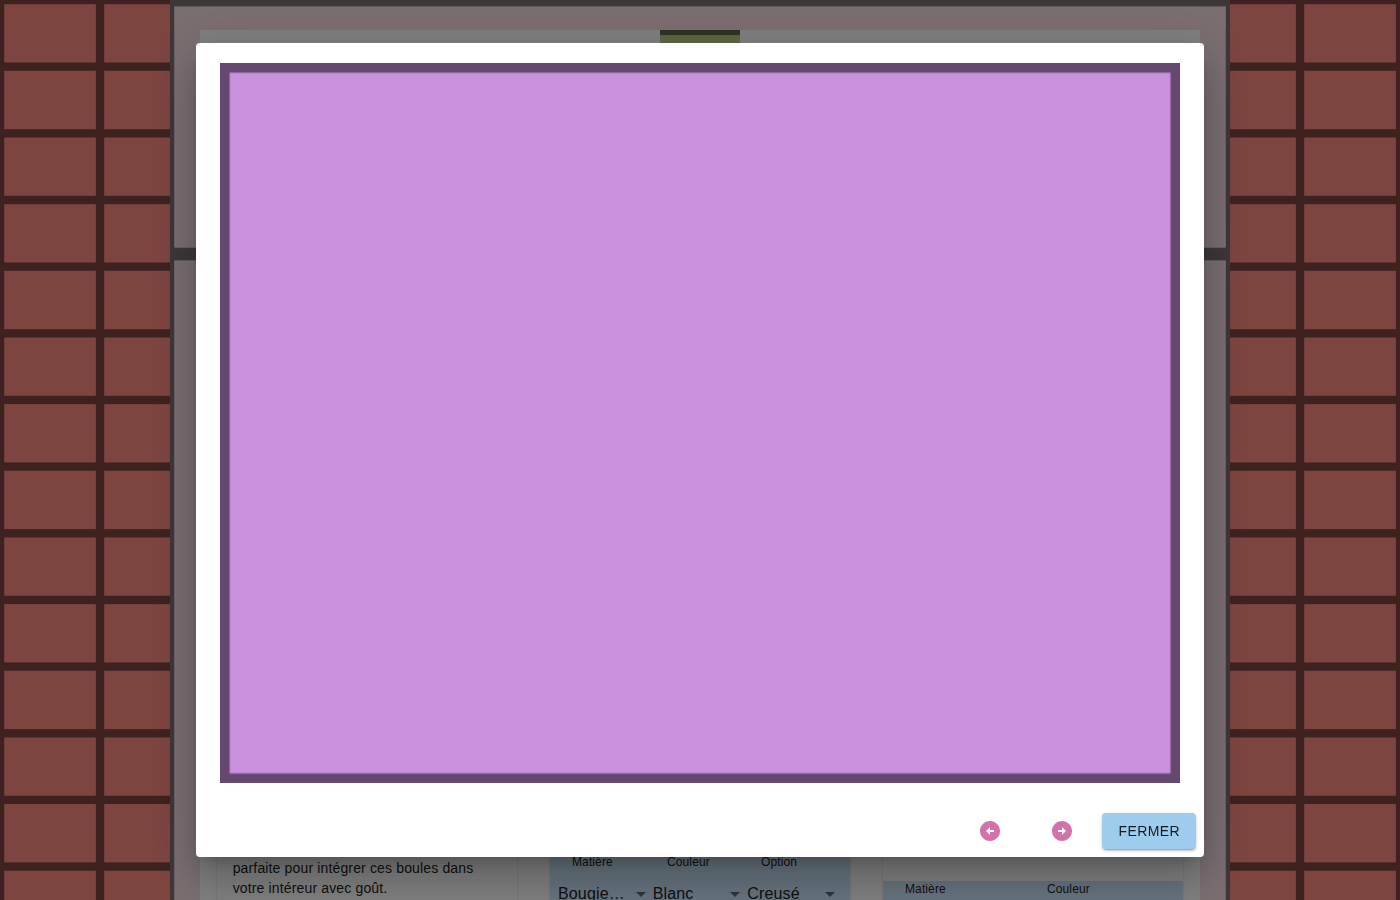 FERMER
parfaite pour intégrer ces boules dans
votre intéreur avec goût.
Matière Couleur Option
Bougie... Blanc Creusé
Matière Couleur